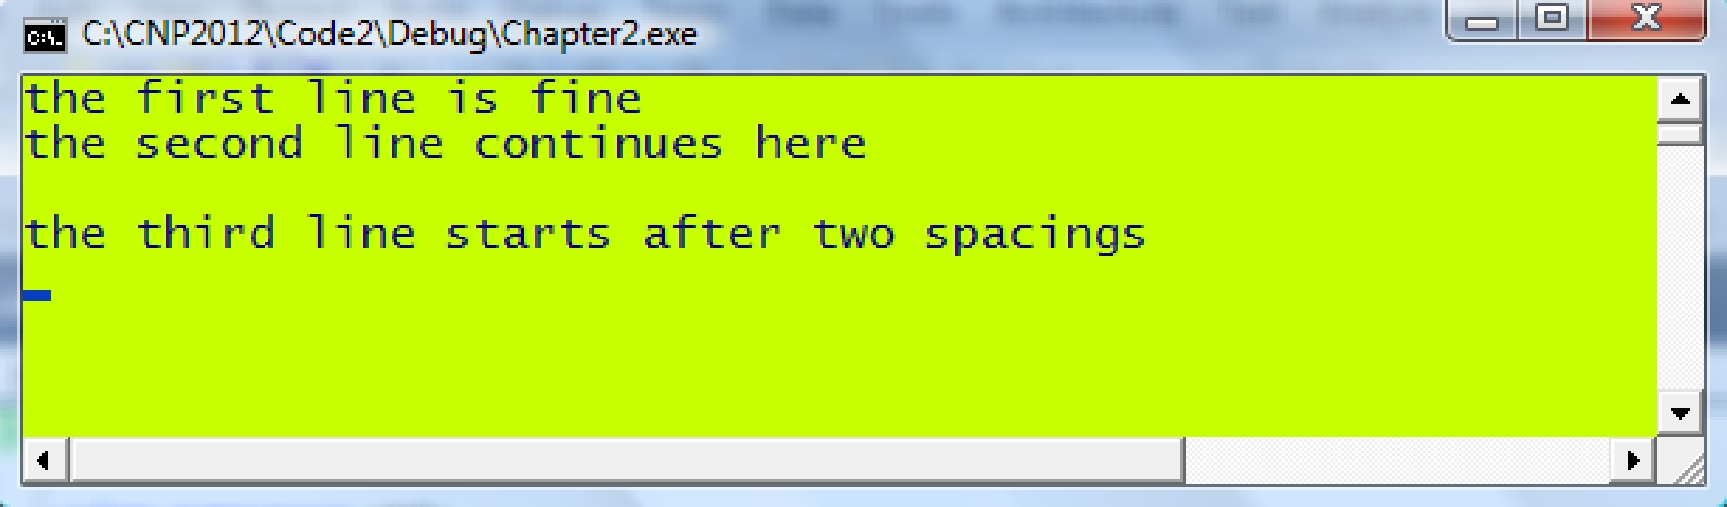 C:\CNP2012\Code2\Debug\Chapter2.exe
the first line is fine
the second line continues here
the third line starts after two spacings